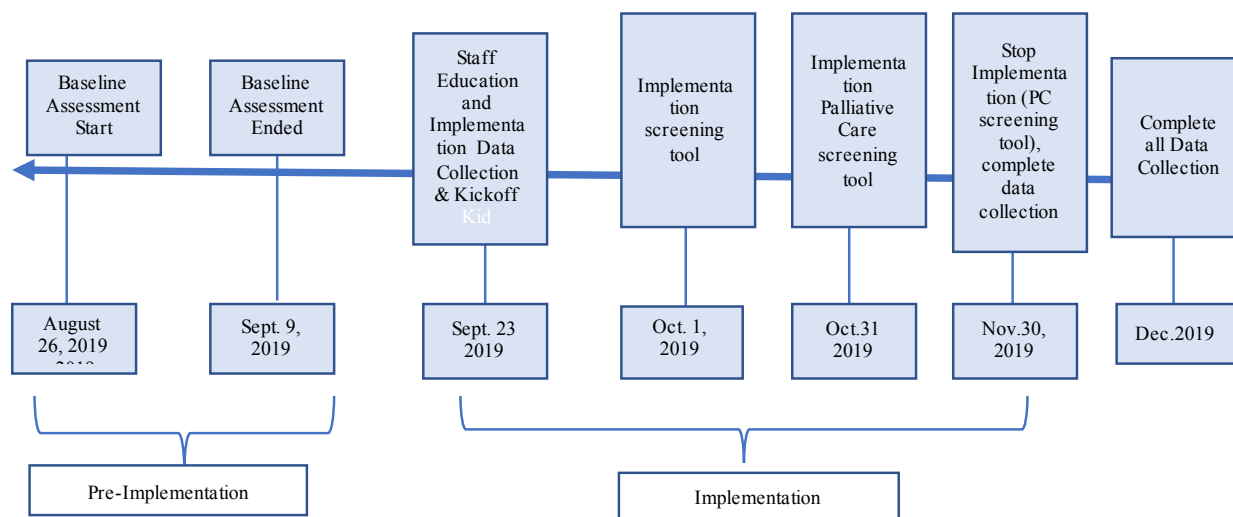 Baseline
Assessment
Start
Baseline
Assessment
Ended
Staff
Education
and
Implementa
tion Data
Collection
& Kickoff
Kid
Implementa
tion
screening
tool
Implementa
tion
Palliative
Care
screening
tool
Stop
Implementa
tion (PC
screening
tool),
complete
data
collection
Complete
all Data
Collection
August
26, 2019
2019
Sept. 9,
2019
Sept. 23
2019
Oct. 1,
2019
Oct.31
2019
Nov.30,
2019
Dec.2019
Pre-Implementation
Implementation